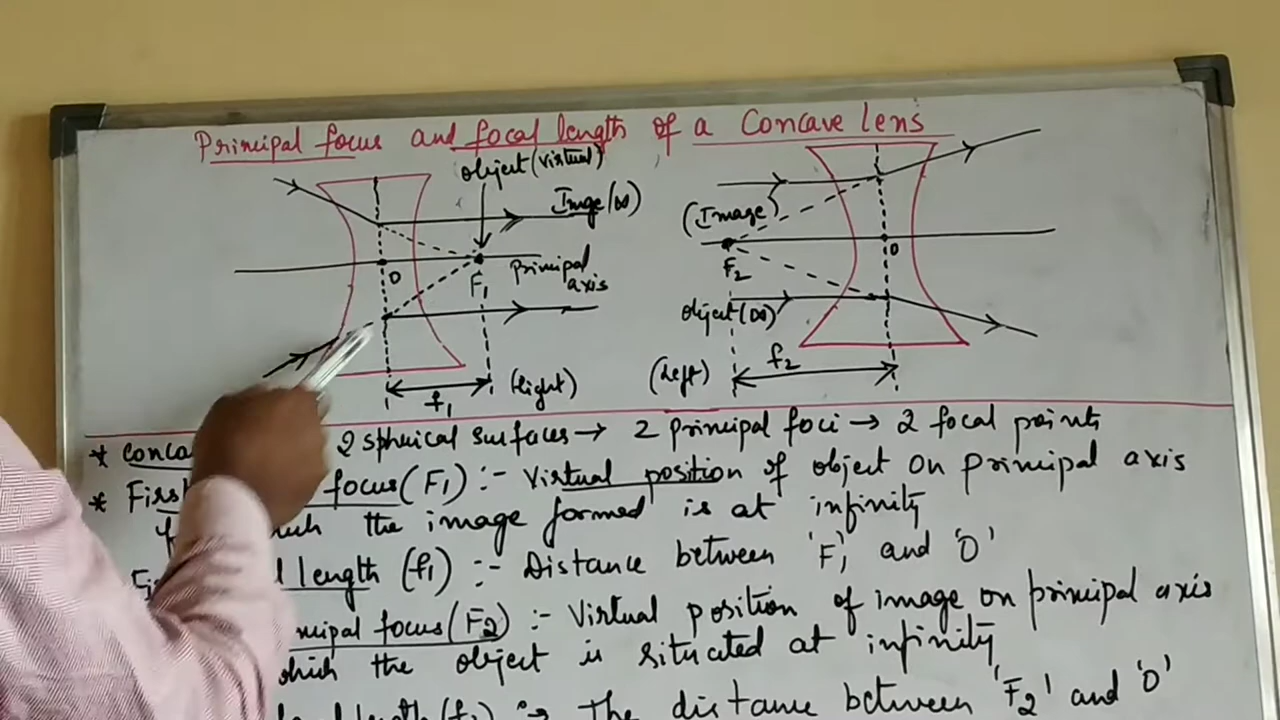 Principal focus and focal length of a Concave lens
Object (Virtual)
Image (∞)
O
F₁
Principal
axis
f₁
(Right)
(Image)
F₂
O
Object (∞)
(Left)
f₂
* Conca 2 spherical surfaces → 2 principal foci → 2 focal points
* First focus (F₁) :- Virtual position of object on principal axis
the image formed is at infinity
length (f₁) :- Distance between 'F₁' and 'O'
focus (F₂) :- Virtual position of image on principal axis
which the object is situated at infinity
The distance between 'F₂' and 'O'